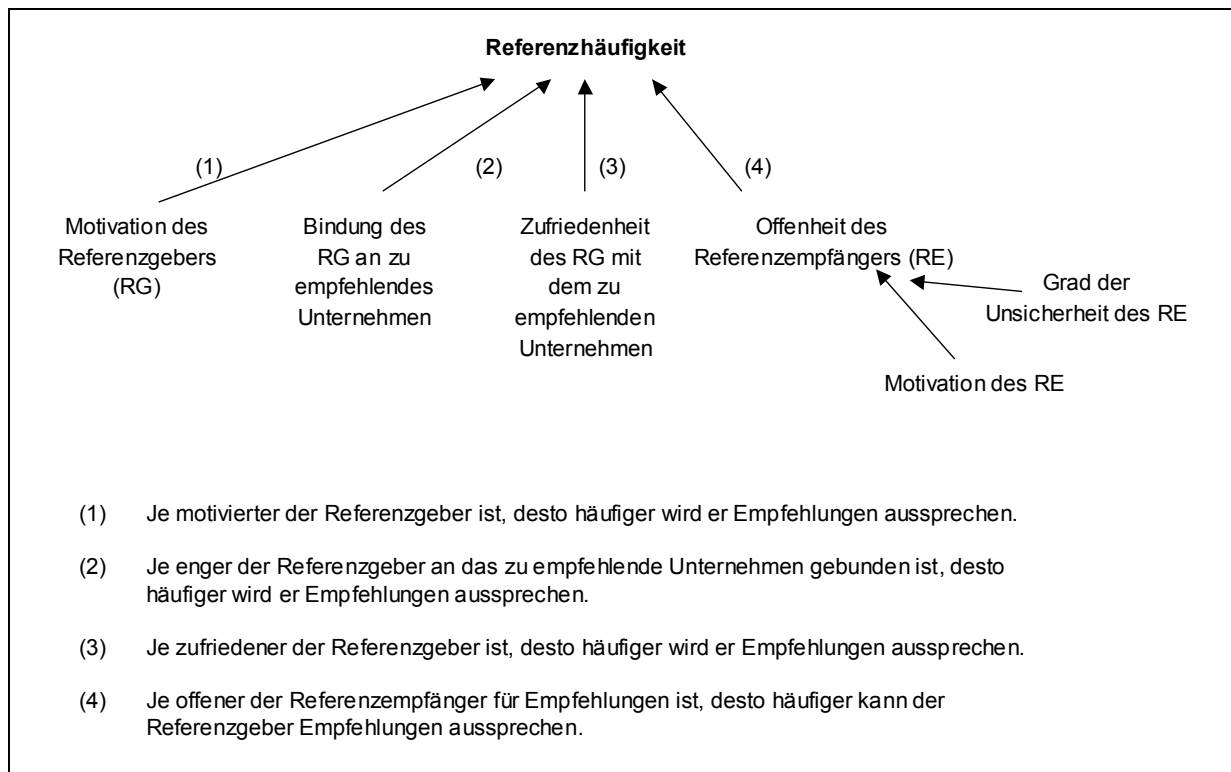 Referenzhäufigkeit
(1)
(2)
(3)
(4)
Motivation des
Referenzgebers
(RG)
Bindung des
RG an zu
empfehlendes
Unternehmen
Zufriedenheit
des RG mit
dem zu
empfehlenden
Unternehmen
Offenheit des
Referenzempfängers (RE)
Grad der
Unsicherheit des RE
Motivation des RE
(1) Je motivierter der Referenzgeber ist, desto häufiger wird er Empfehlungen aussprechen.
(2) Je enger der Referenzgeber an das zu empfehlende Unternehmen gebunden ist, desto
häufiger wird er Empfehlungen aussprechen.
(3) Je zufriedener der Referenzgeber ist, desto häufiger wird er Empfehlungen aussprechen.
(4) Je offener der Referenzempfänger für Empfehlungen ist, desto häufiger kann der
Referenzgeber Empfehlungen aussprechen.